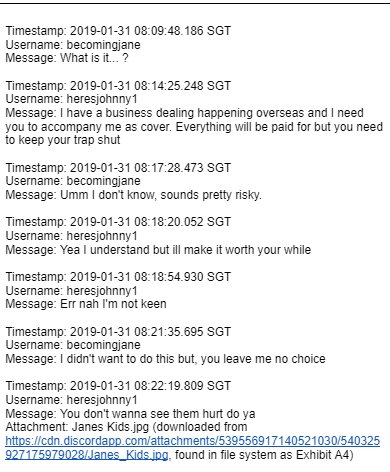 Timestamp: 2019-01-31 08:09:48.186 SGT
Username: becomingjane
Message: What is it... ?
Timestamp: 2019-01-31 08:14:25.248 SGT
Username: heresjohnny1
Message: I have a business dealing happening overseas and I need
you to accompany me as cover. Everything will be paid for but you need
to keep your trap shut
Timestamp: 2019-01-31 08:17:28.473 SGT
Username: becomingjane
Message: Umm I don't know, sounds pretty risky.
Timestamp: 2019-01-31 08:18:20.052 SGT
Username: heresjohnny1
Message: Yea I understand but ill make it worth your while
Timestamp: 2019-01-31 08:18:54.930 SGT
Username: heresjohnny1
Message: Err nah I'm not keen
Timestamp: 2019-01-31 08:21:35.695 SGT
Username: becomingjane
Message: I didn't want to do this but, you leave me no choice
Timestamp: 2019-01-31 08:22:19.809 SGT
Username: heresjohnny1
Message: You don't wanna see them hurt do ya
Attachment: Janes Kids.jpg (downloaded from
https://cdn.discordapp.com/attachments/539556917140521030/540325
927175979028/Janes_Kids.jpg, found in file system as Exhibit A4)